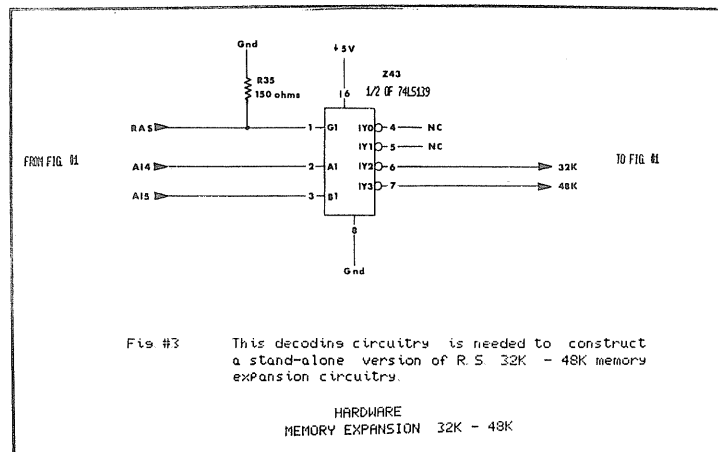 Gnd
+5V
R35
150 ohms
Z43
1/2 OF 74LS139
16
RAS
1
G1
1Y0
4
NC
1Y1
5
NC
FROM FIG. 01
A14
2
A1
1Y2
6
32K
TO FIG 01
A15
3
B1
1Y3
7
48K
8
Gnd
Fig #3 This decoding circuitry is needed to construct
a stand-alone version of R.S. 32K - 48K memory
expansion circuitry.
HARDWARE
MEMORY EXPANSION 32K - 48K